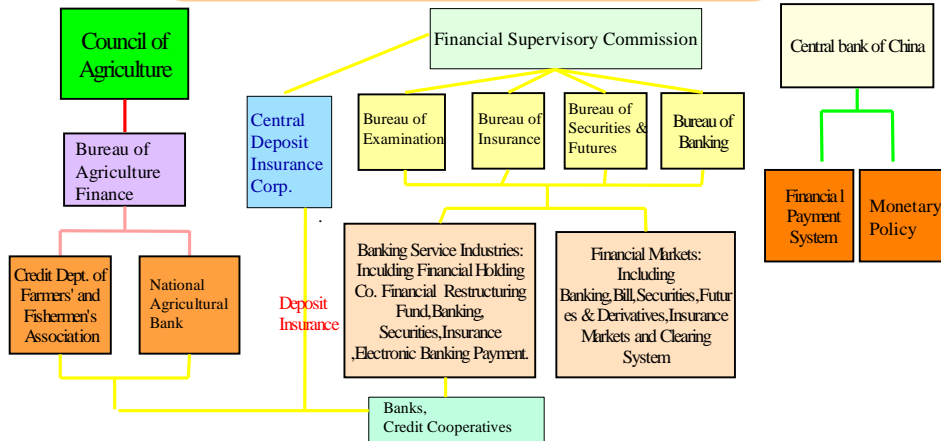 Council of
Agriculture
Financial Supervisory Commission
Central bank of
China
Central
Deposit
Insurance
Corp.
Bureau of
Examination
Bureau of
Insurance
Bureau of
Securities &
Futures
Bureau of
Banking
Bureau of
Agriculture
Finance
Financial
Payment
System
Monetary
Policy
Credit Dept. of
Farmers' and
Fishermen's
Association
National
Agricultural
Bank
Deposit
Insurance
Banking Service Industries:
Inculding Financial Holding
Co. Financial Restructuring
Fund,Banking,
Securities,Insurance
,Electronic Banking Payment.
Financial Markets:
Including
Banking,Bill,Securities,Futur
es & Derivatives,Insurance
Markets and Clearing
System
Banks,
Credit Cooperatives